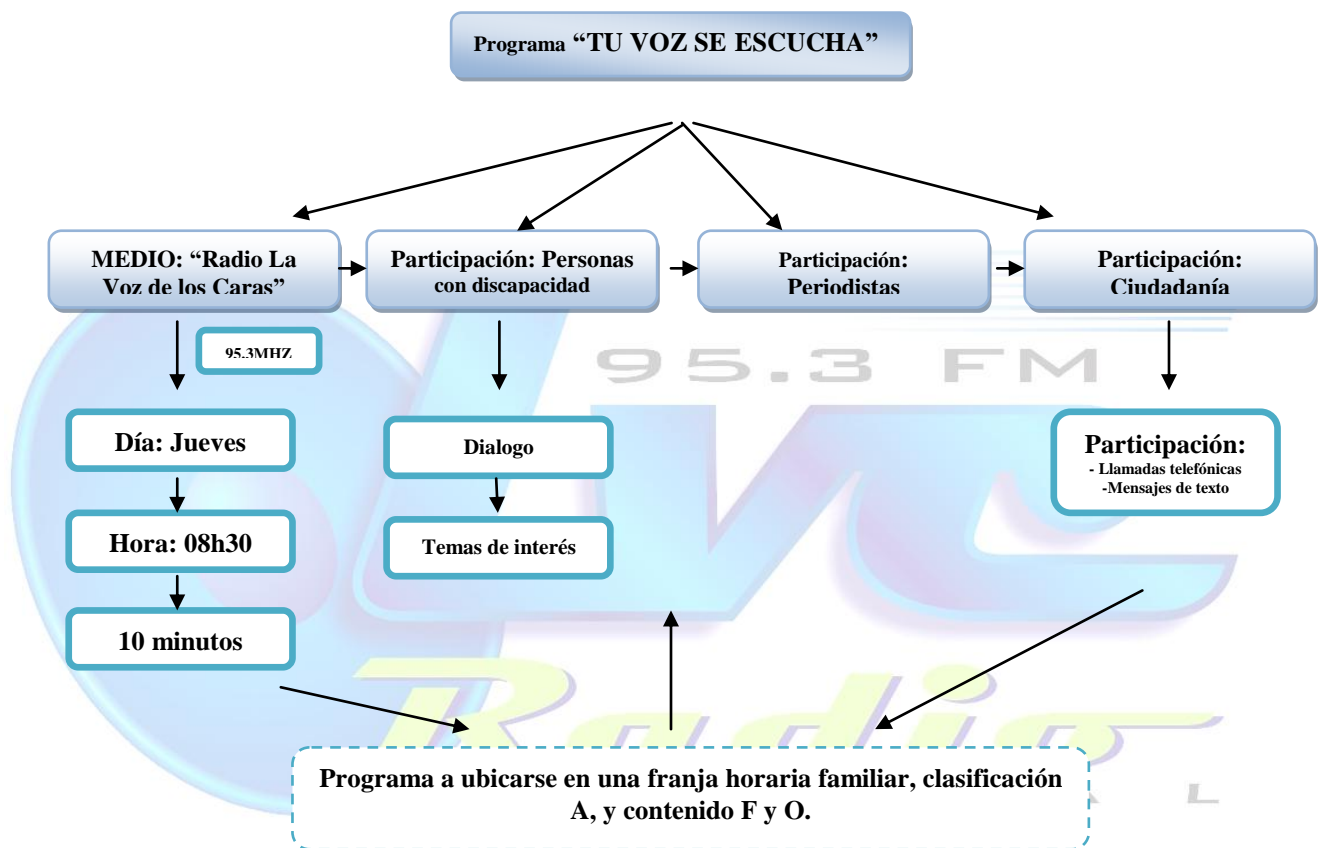 Programa “TU VOZ SE ESCUCHA”
MEDIO: “Radio La
Voz de los Caras”
Participación: Personas
con discapacidad
Participación:
Periodistas
Participación:
Ciudadanía
95.3MHZ
95.3 FM
lvc
Día: Jueves
Dialogo
Participación:
- Llamadas telefónicas
-Mensajes de texto
Hora: 08h30
Temas de interés
10 minutos
Radio
Programa a ubicarse en una franja horaria familiar, clasificación
A, y contenido F y O.